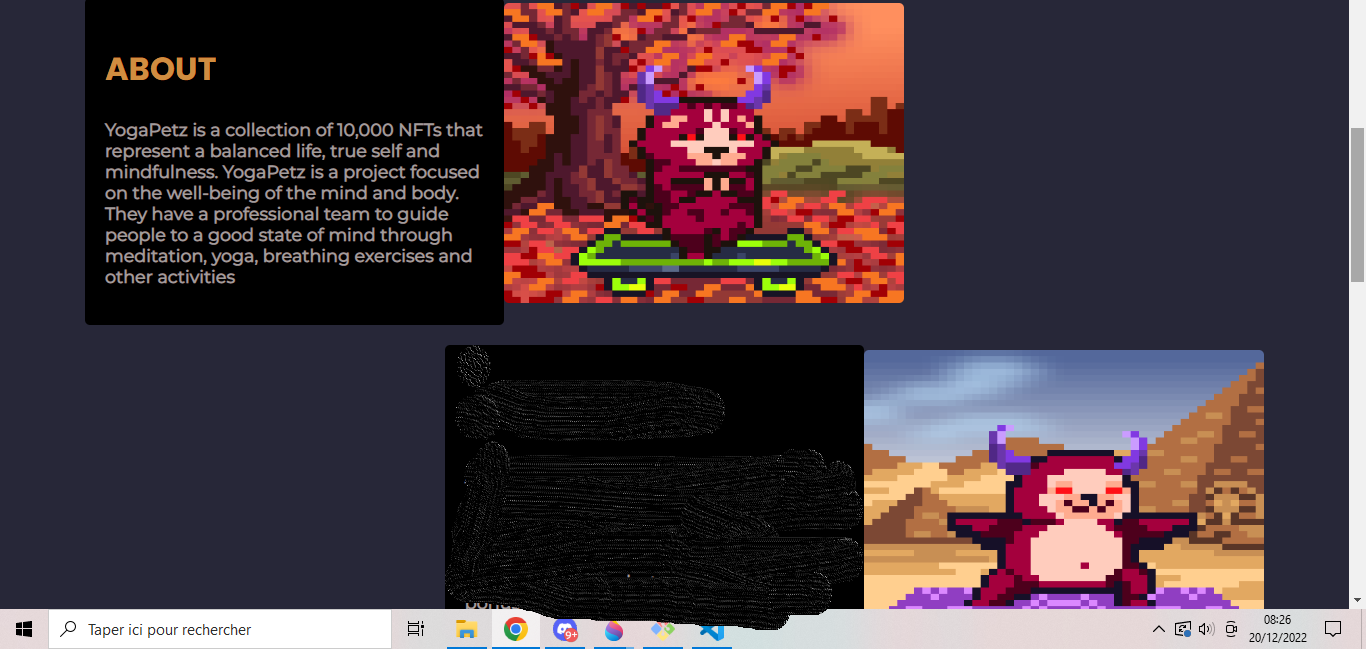 ABOUT
YogaPetz is a collection of 10,000 NFTs that
represent a balanced life, true self and
mindfulness. YogaPetz is a project focused
on the well-being of the mind and body.
They have a professional team to guide
people to a good state of mind through
meditation, yoga, breathing exercises and
other activities
Taper ici pour rechercher
9+
08:26
20/12/2022